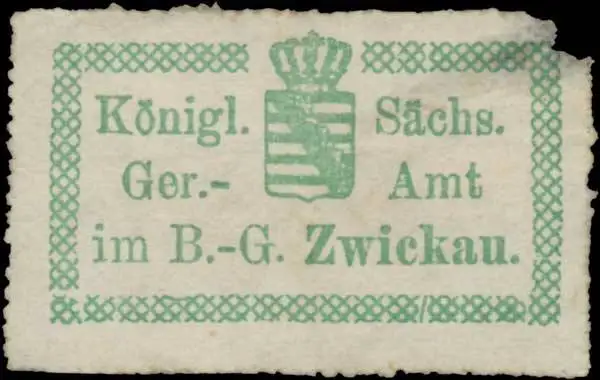 Königl. Sächs.
Ger.- Amt
im B.-G. Zwickau.